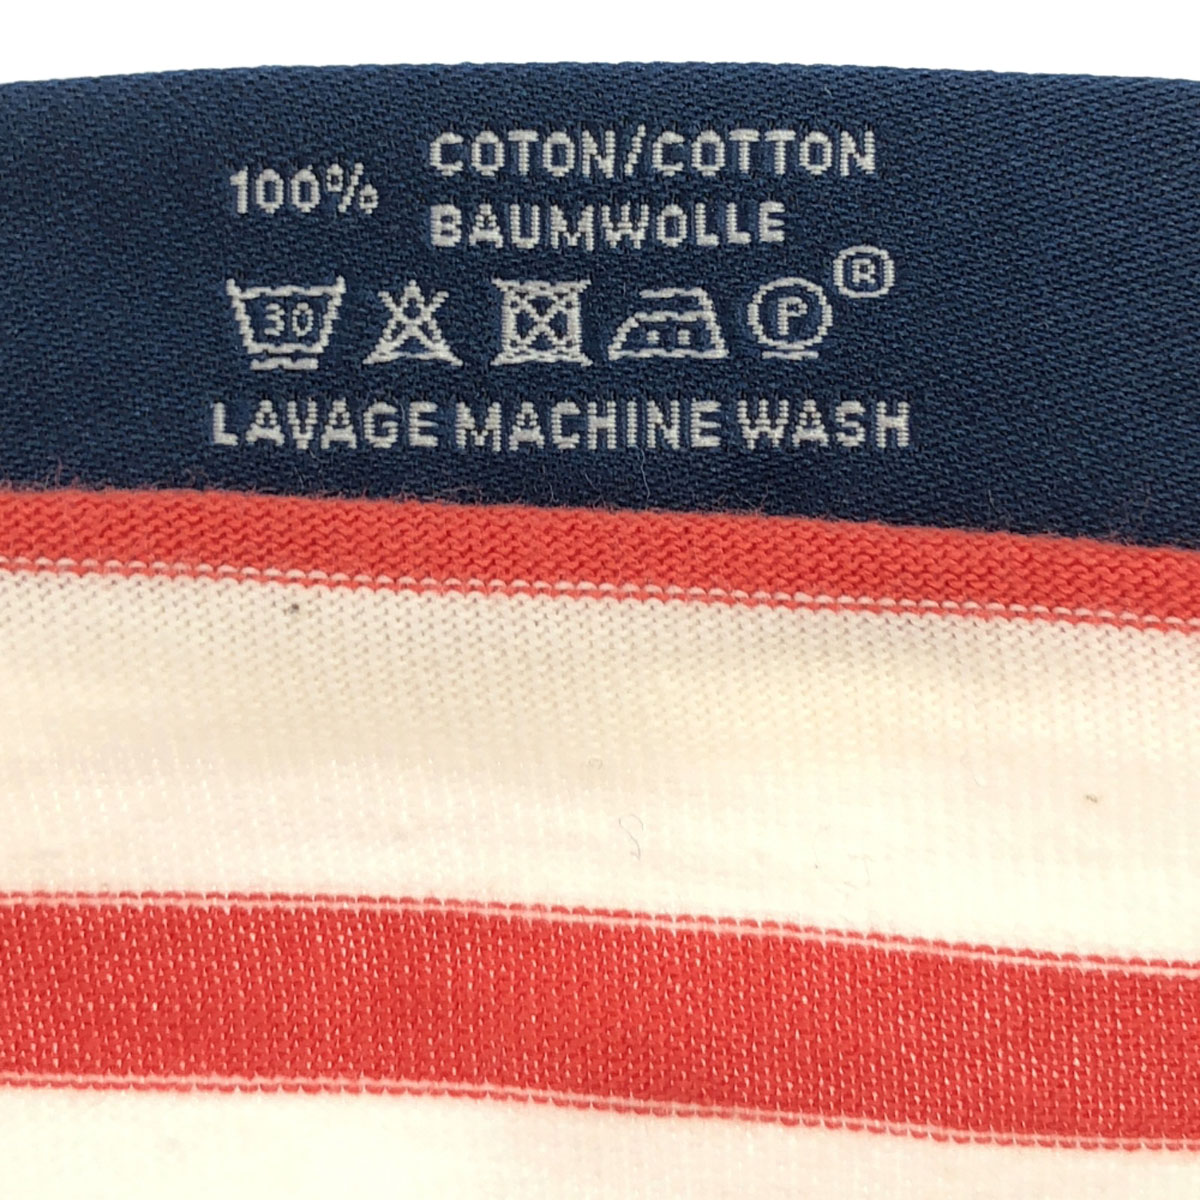 100% COTON/COTTON
BAUMWOLLE
30 P ®
LAVAGE MACHINE WASH